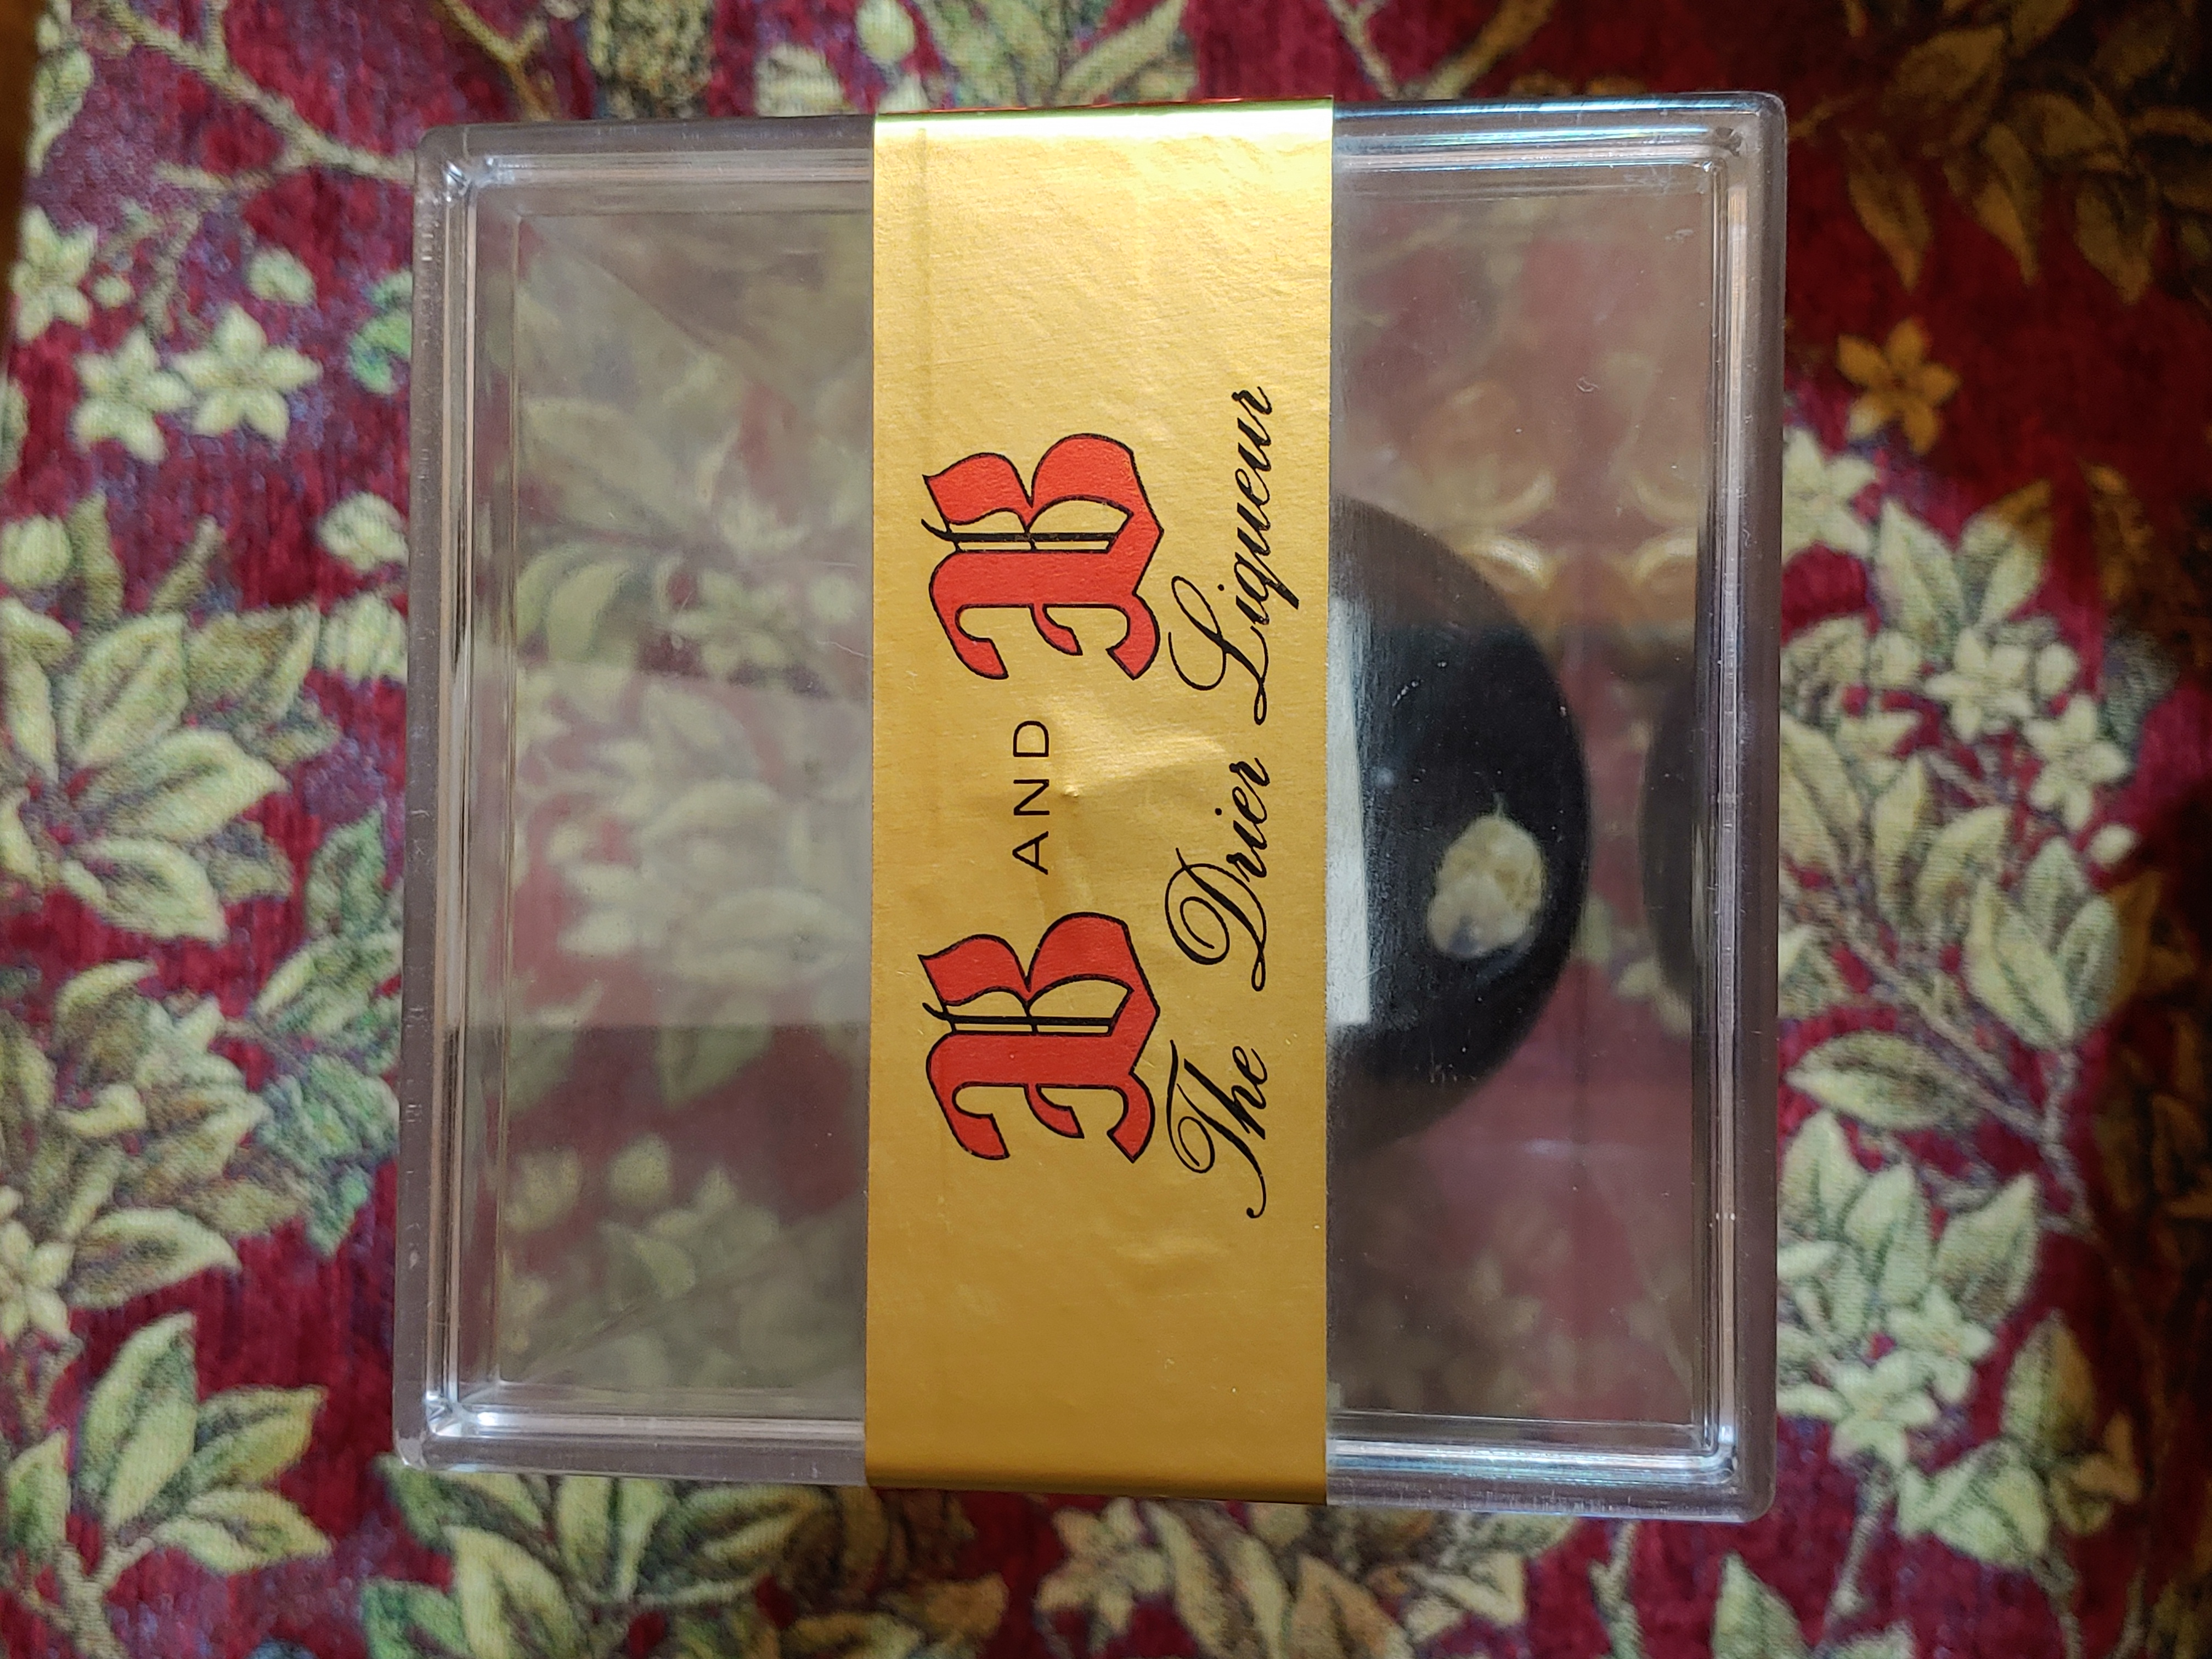 B AND B
The Drier Liqueur